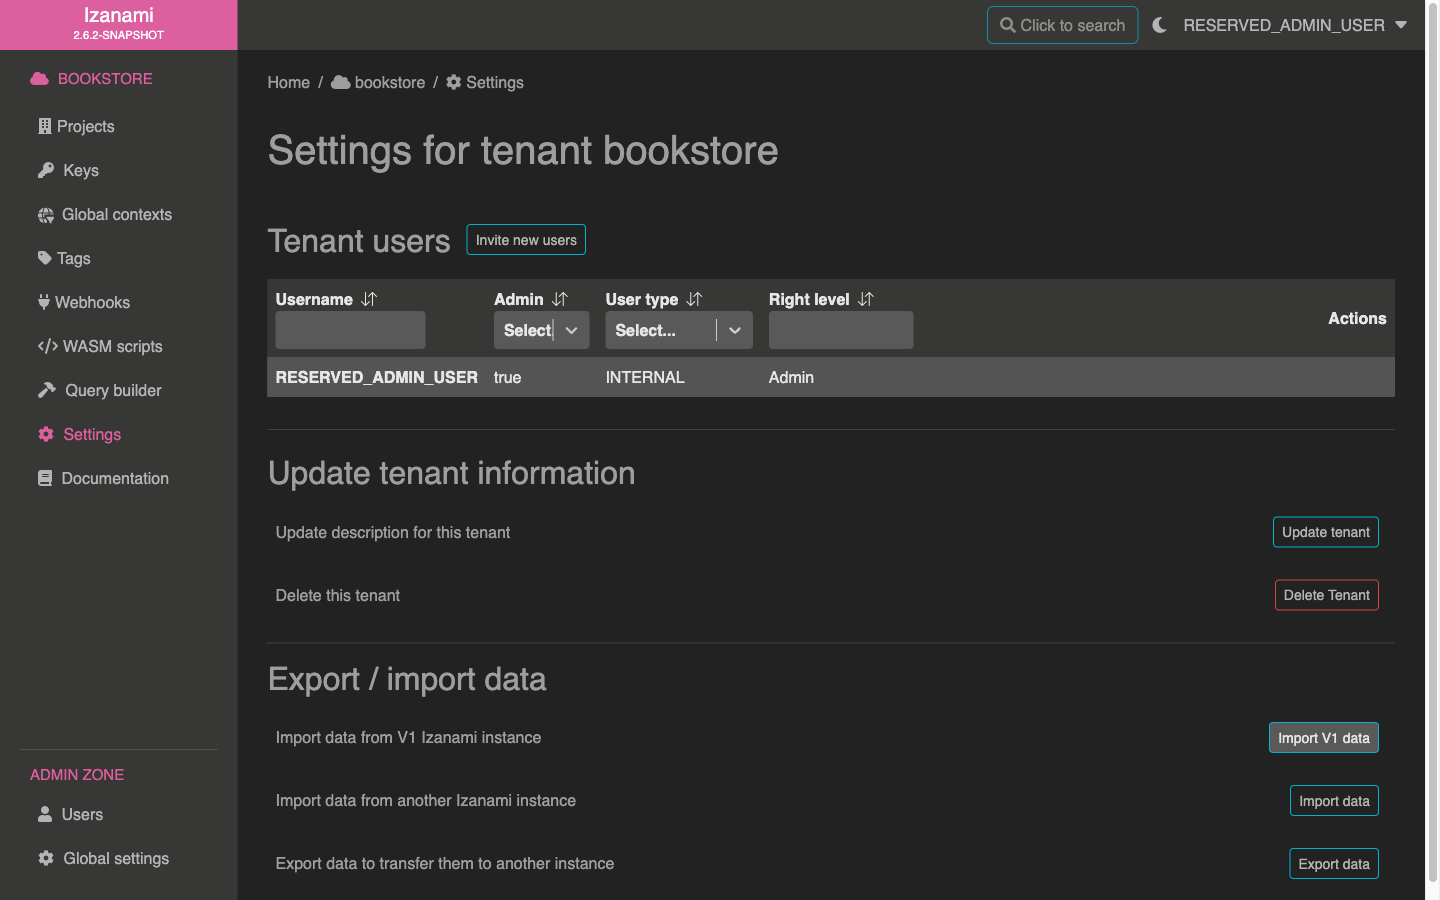 Izanami
2.6.2-SNAPSHOT
Click to search
RESERVED_ADMIN_USER
BOOKSTORE
Projects
Keys
Global contexts
Tags
Webhooks
WASM scripts
Query builder
Settings
Documentation
ADMIN ZONE
Users
Global settings
Home / bookstore / Settings
Settings for tenant bookstore
Tenant users
Invite new users
Username Admin User type Right level Actions
Select Select...
RESERVED_ADMIN_USER true INTERNAL Admin
Update tenant information
Update description for this tenant
Update tenant
Delete this tenant
Delete Tenant
Export / import data
Import data from V1 Izanami instance
Import V1 data
Import data from another Izanami instance
Import data
Export data to transfer them to another instance
Export data